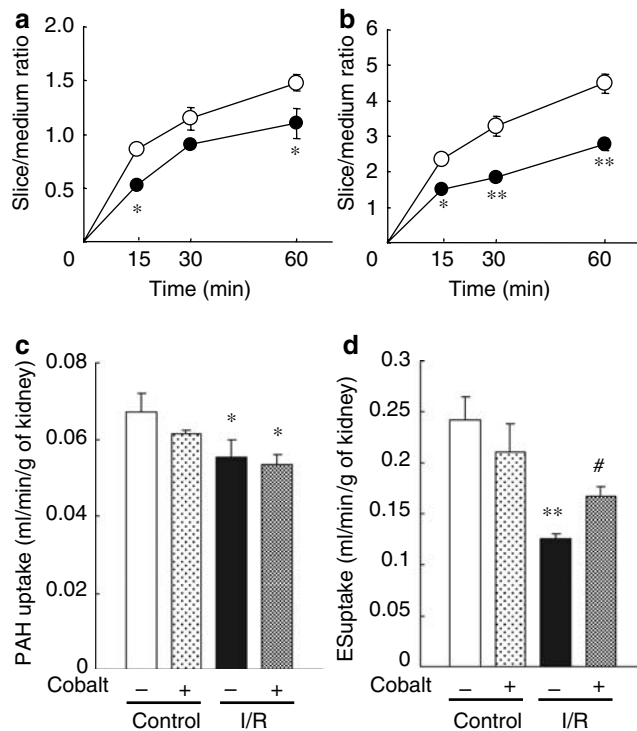 a
Slice/medium ratio
2.0
1.5
1.0
0.5
0
*
*
15 30 60
Time (min)
b
Slice/medium ratio
6
5
4
3
2
1
0
*
**
**
15 30 60
Time (min)
c
PAH uptake (ml/min/g of kidney)
0.08
0.06
0.04
0.02
0
*
*
Cobalt – + – +
Control I/R
d
ESuptake (ml/min/g of kidney)
0.3
0.25
0.2
0.15
0.1
0.05
0
**
#
Cobalt – + – +
Control I/R